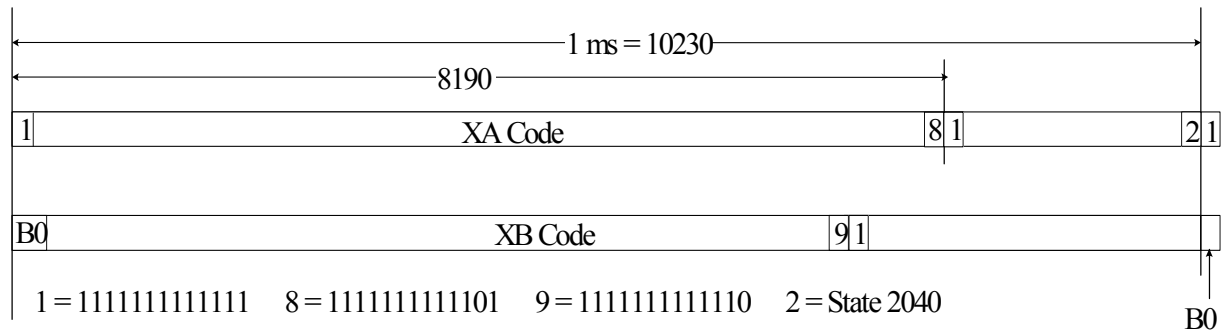 1 ms = 10230
8190
1 XA Code 8 1 2 1
B0 XB Code 9 1
1 = 1111111111111 8 = 1111111111101 9 = 1111111111110 2 = State 2040
B0